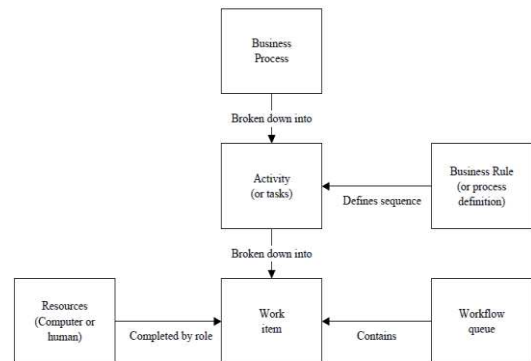 Business
Process
Broken down into
Activity
(or tasks)
Business Rule
(or process
definition)
Defines sequence
Broken down into
Resources
(Computer or
human)
Completed by role
Work
item
Contains
Workflow
queue